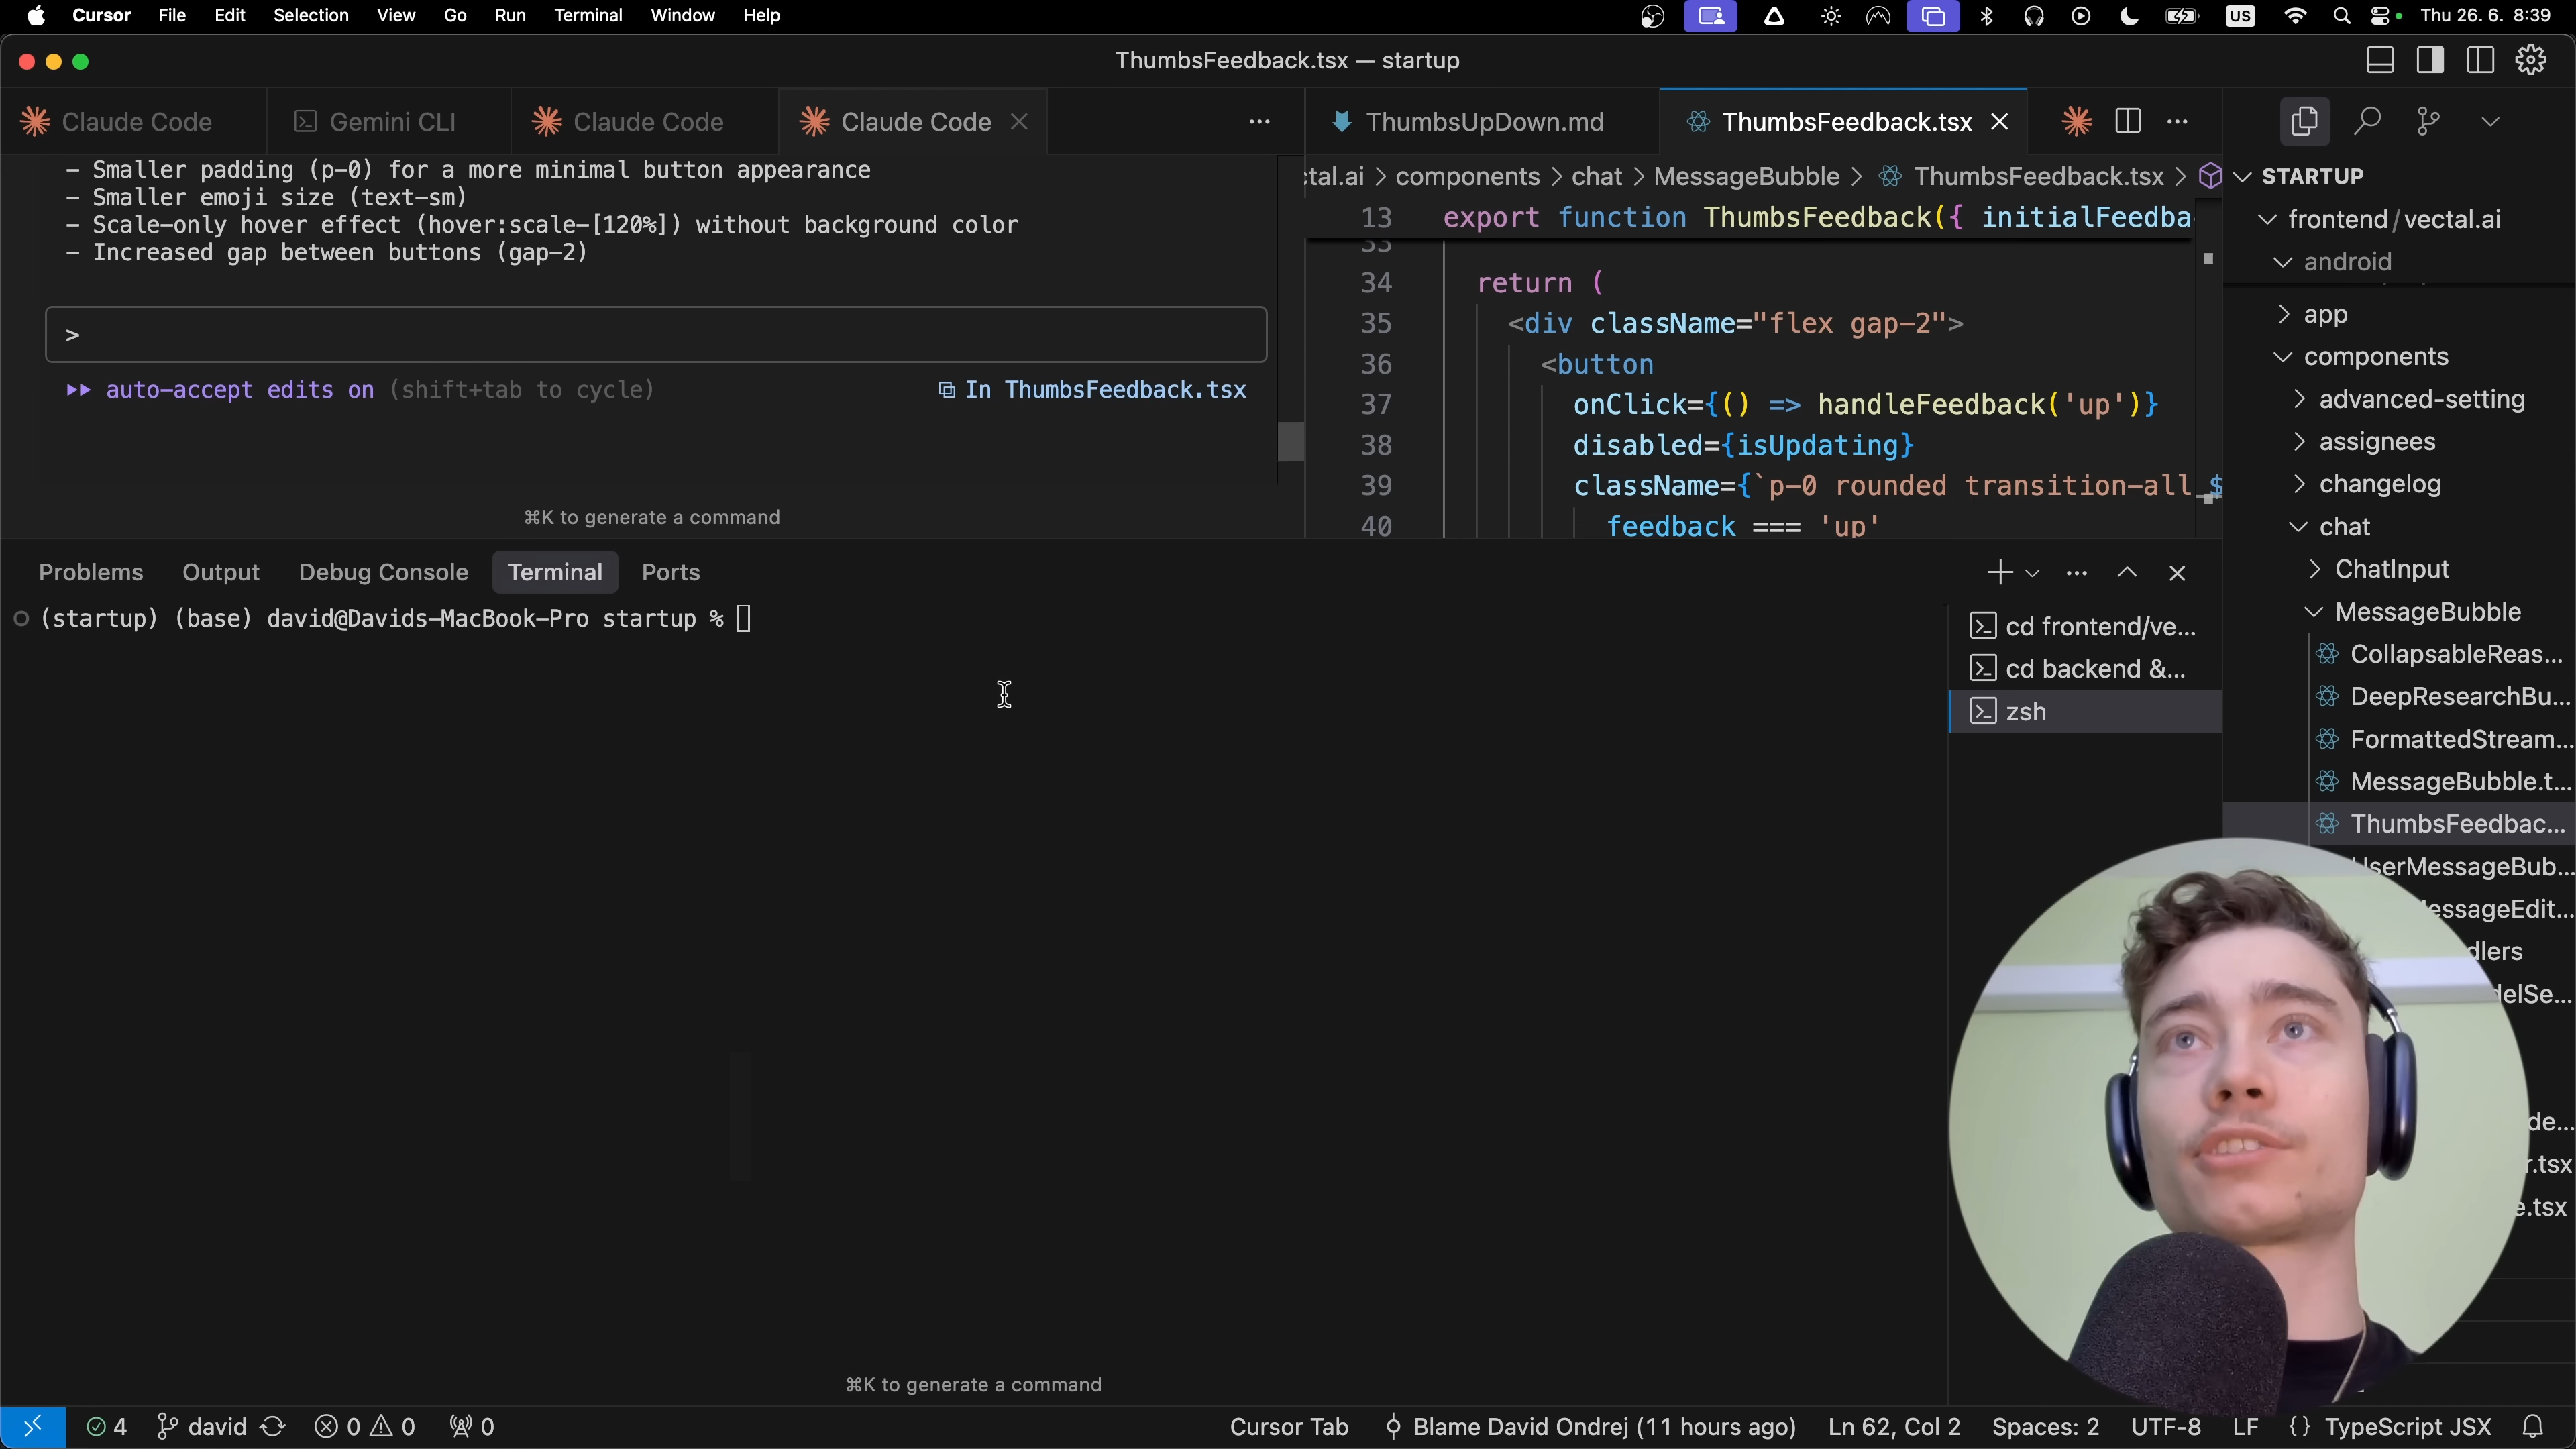 Cursor File Edit Selection View Go Run Terminal Window Help
US Thu 26. 6. 8:39
ThumbsFeedback.tsx — startup
Claude Code
Gemini CLI
Claude Code
Claude Code
ThumbsUpDown.md
ThumbsFeedback.tsx
- Smaller padding (p-0) for a more minimal button appearance
- Smaller emoji size (text-sm)
- Scale-only hover effect (hover:scale-[120%]) without background color
- Increased gap between buttons (gap-2)
>
auto-accept edits on (shift+tab to cycle)
In ThumbsFeedback.tsx
⌘K to generate a command
ctal.ai > components > chat > MessageBubble > ThumbsFeedback.tsx >
13 export function ThumbsFeedback({ initialFeedba
33
34 return (
35 <div className="flex gap-2">
36 <button
37 onClick={() => handleFeedback('up')}
38 disabled={isUpdating}
39 className={`p-0 rounded transition-all $
40 feedback === 'up'
STARTUP
frontend/vectal.ai
android
app
components
advanced-setting
assignees
changelog
chat
ChatInput
MessageBubble
CollapsableReas...
DeepResearchBu...
FormattedStream...
MessageBubble.t...
ThumbsFeedbac...
UserMessageBub...
essageEdit...
dlers
delSe...
de...
r.tsx
e.tsx
Problems Output Debug Console Terminal Ports
(startup) (base) david@Davids-MacBook-Pro startup %
cd frontend/ve...
cd backend &...
zsh
⌘K to generate a command
4 david 0 0 0
Cursor Tab Blame David Ondrej (11 hours ago) Ln 62, Col 2 Spaces: 2 UTF-8 LF {} TypeScript JSX